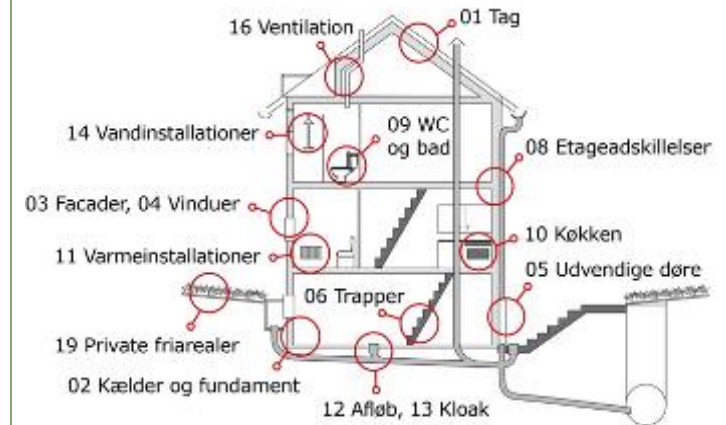 01 Tag
16 Ventilation
14 Vandinstallationer
09 WC
og bad
08 Etageadskillelser
03 Facader, 04 Vinduer
10 Køkken
11 Varmeinstallationer
05 Udvendige døre
06 Trapper
19 Private friarealer
02 Kælder og fundament
12 Afløb, 13 Kloak